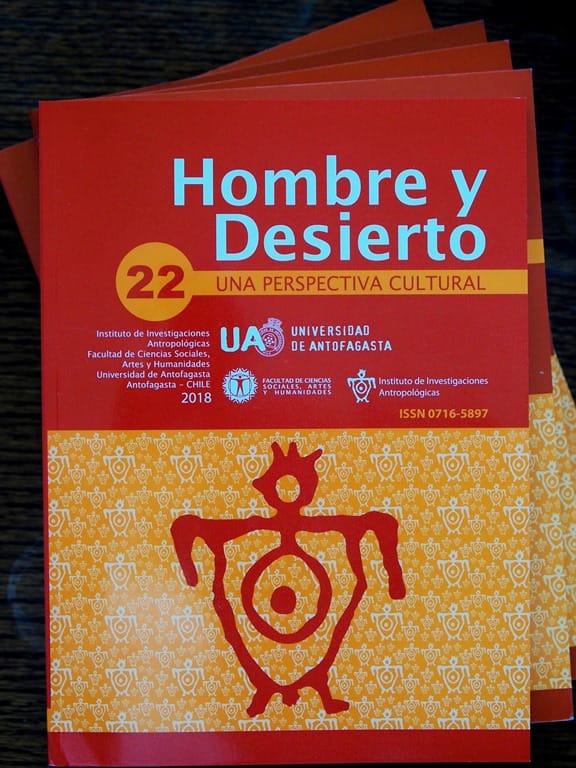 Hombre y
Desierto
22
UNA PERSPECTIVA CULTURAL
Instituto de Investigaciones
Antropológicas
Facultad de Ciencias Sociales,
Artes y Humanidades
Universidad de Antofagasta
Antofagasta - CHILE
2018
UA
UNIVERSIDAD
DE ANTOFAGASTA
FACULTAD DE CIENCIAS
SOCIALES, ARTES
Y HUMANIDADES
Instituto de Investigaciones
Antropológicas
ISSN 0716-5897